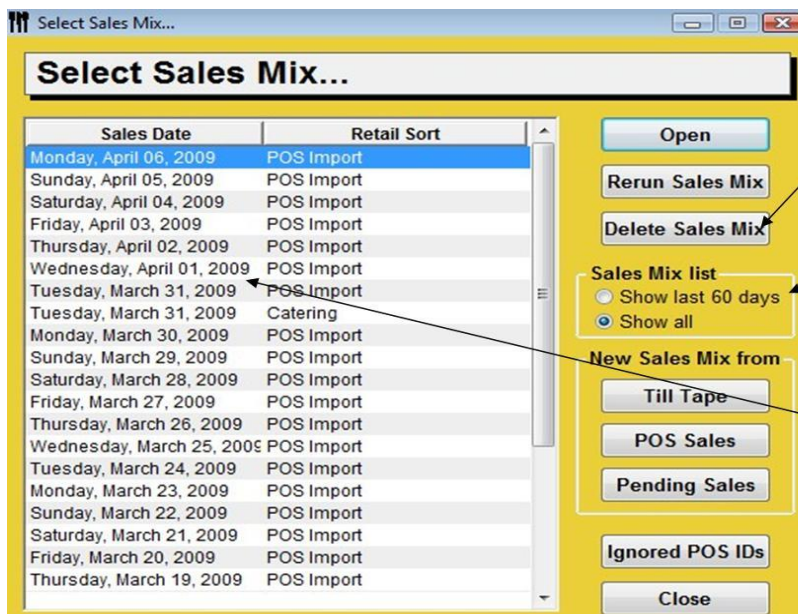 Select Sales Mix...
Select Sales Mix...
Sales Date Retail Sort
Monday, April 06, 2009 POS Import
Sunday, April 05, 2009 POS Import
Saturday, April 04, 2009 POS Import
Friday, April 03, 2009 POS Import
Thursday, April 02, 2009 POS Import
Wednesday, April 01, 2009 POS Import
Tuesday, March 31, 2009 POS Import
Tuesday, March 31, 2009 Catering
Monday, March 30, 2009 POS Import
Sunday, March 29, 2009 POS Import
Saturday, March 28, 2009 POS Import
Friday, March 27, 2009 POS Import
Thursday, March 26, 2009 POS Import
Wednesday, March 25, 2009 POS Import
Tuesday, March 24, 2009 POS Import
Monday, March 23, 2009 POS Import
Sunday, March 22, 2009 POS Import
Saturday, March 21, 2009 POS Import
Friday, March 20, 2009 POS Import
Thursday, March 19, 2009 POS Import
Open
Rerun Sales Mix
Delete Sales Mix
Sales Mix list
Show last 60 days
Show all
New Sales Mix from
Till Tape
POS Sales
Pending Sales
Ignored POS IDs
Close